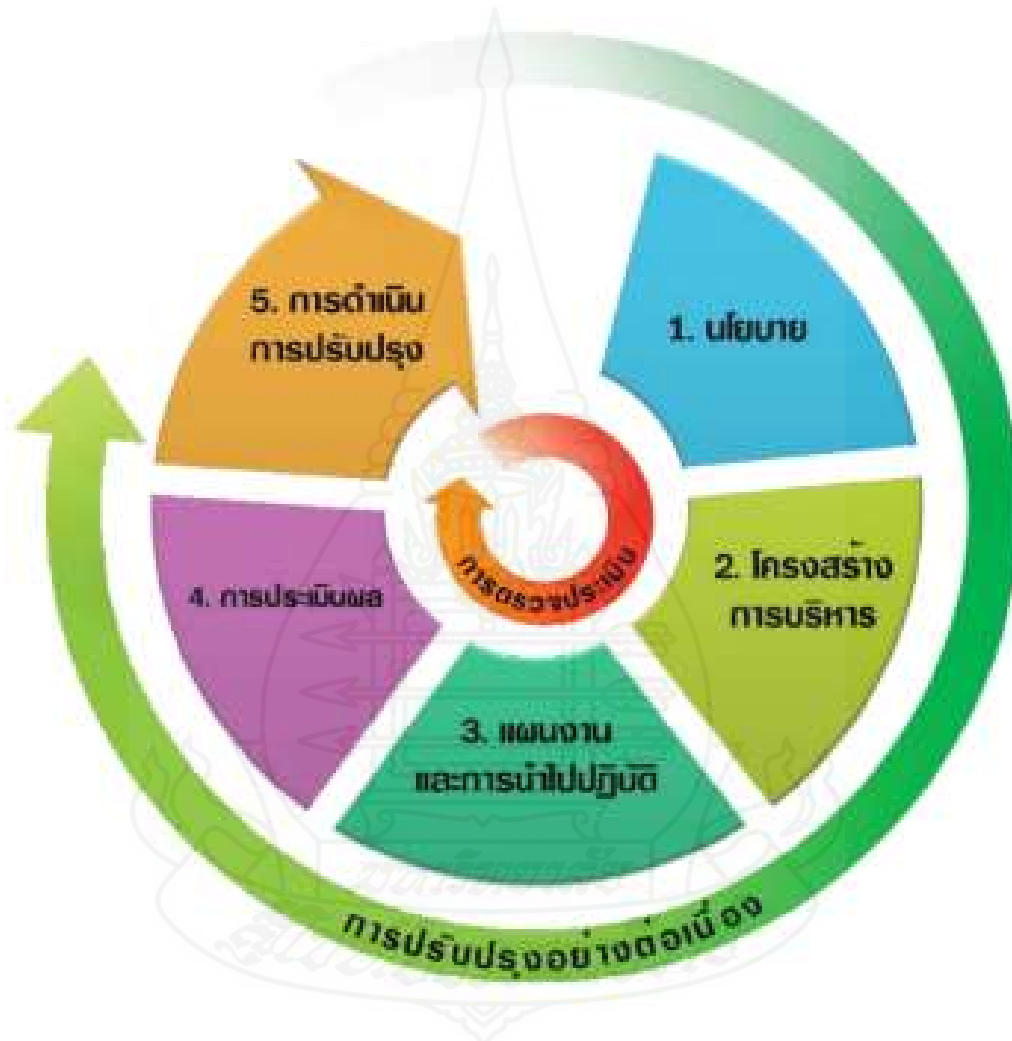 1. นโยบาย
2. โครงสร้าง
การบริหาร
3. แผนงาน
และการนำไปปฏิบัติ
4. การประเมินผล
5. การดำเนิน
การปรับปรุง
การตรวจประเมิน
การปรับปรุงอย่างต่อเนื่อง